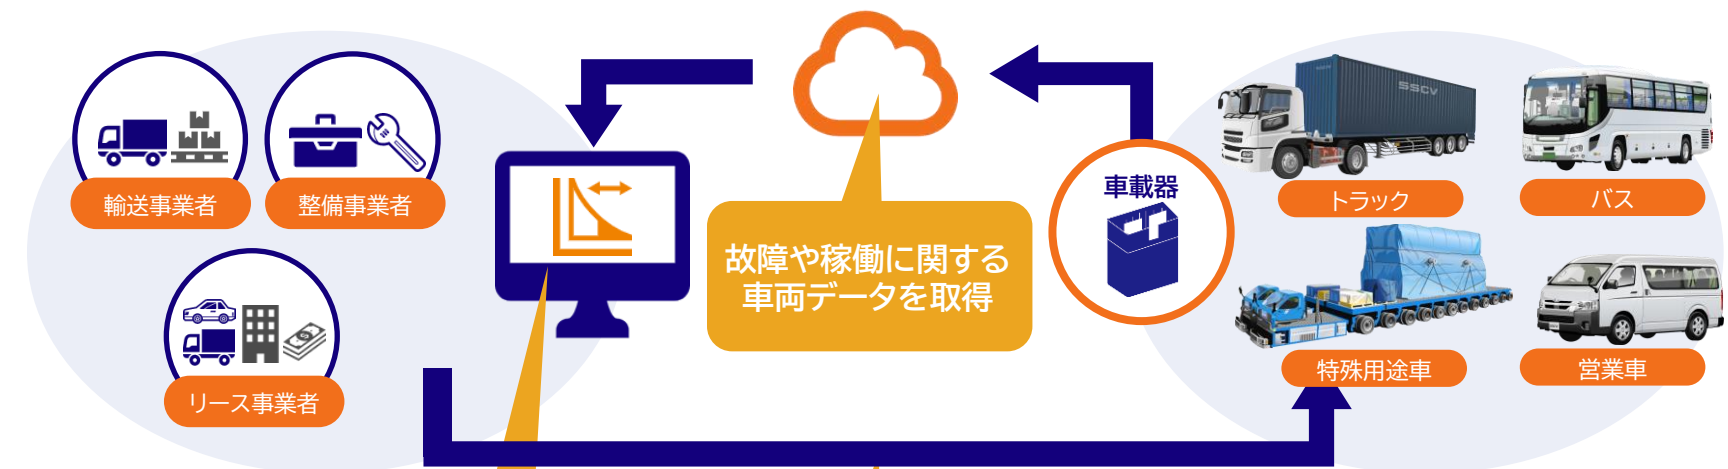 輸送事業者
整備事業者
リース事業者
故障や稼働に関する
車両データを取得
車載器
SSCV
トラック
バス
特殊用途車
営業車